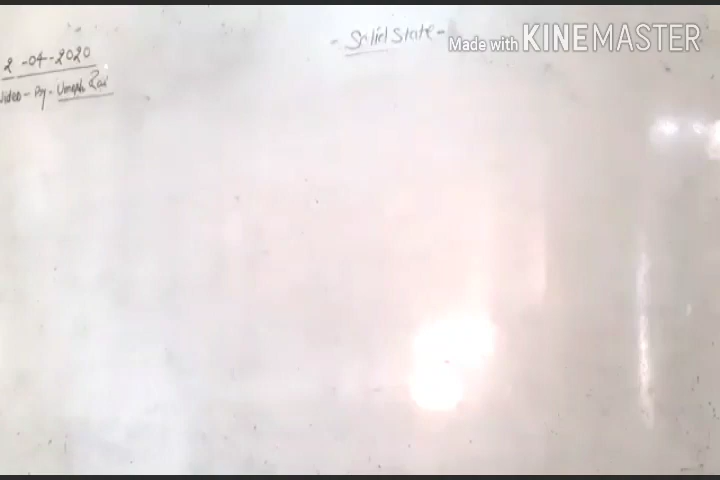 - Solid State -
Made with KINEMASTER
2-04-2020
Video - By - Umesh Rai